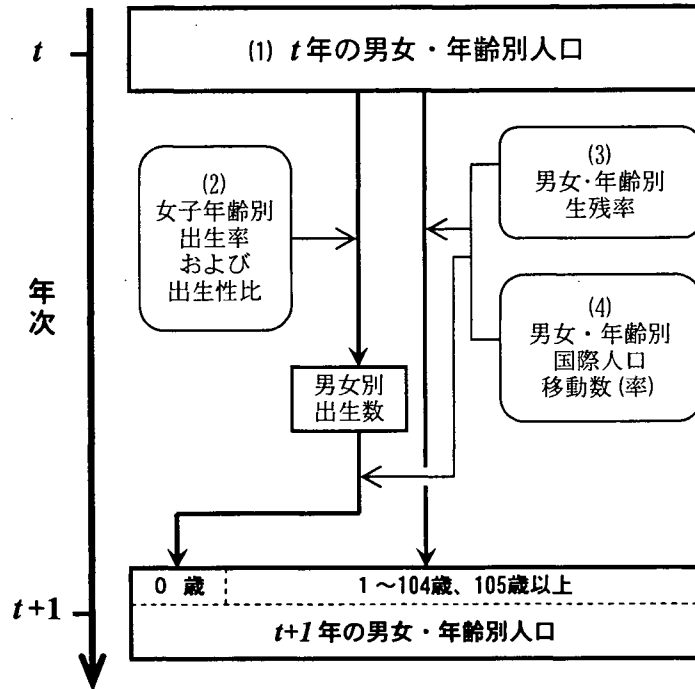 t
(1) t年の男女・年齢別人口
(2)
女子年齢別
出生率
および
出生性比
(3)
男女・年齢別
生残率
年次
(4)
男女・年齢別
国際人口
移動数(率)
男女別
出生数
0 歳
1～104歳、105歳以上
t+1
t+1年の男女・年齢別人口